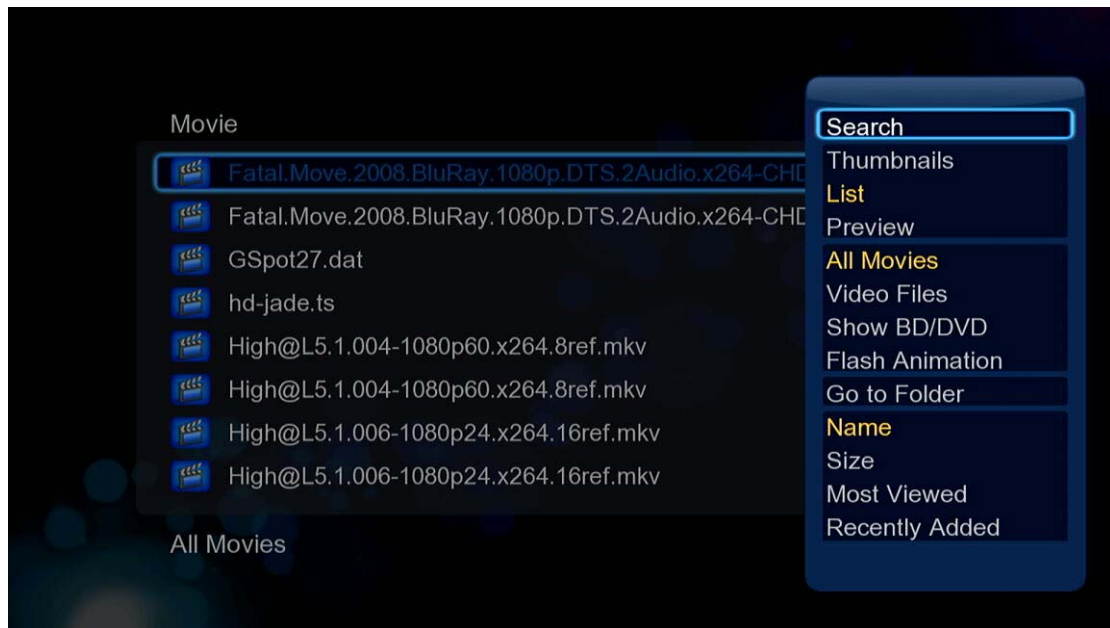 Movie
Fatal.Move.2008.BluRay.1080p.DTS.2Audio.x264-CHD
Fatal.Move.2008.BluRay.1080p.DTS.2Audio.x264-CHD
GSpot27.dat
hd-jade.ts
High@L5.1.004-1080p60.x264.8ref.mkv
High@L5.1.004-1080p60.x264.8ref.mkv
High@L5.1.006-1080p24.x264.16ref.mkv
High@L5.1.006-1080p24.x264.16ref.mkv
All Movies
Search
Thumbnails
List
Preview
All Movies
Video Files
Show BD/DVD
Flash Animation
Go to Folder
Name
Size
Most Viewed
Recently Added